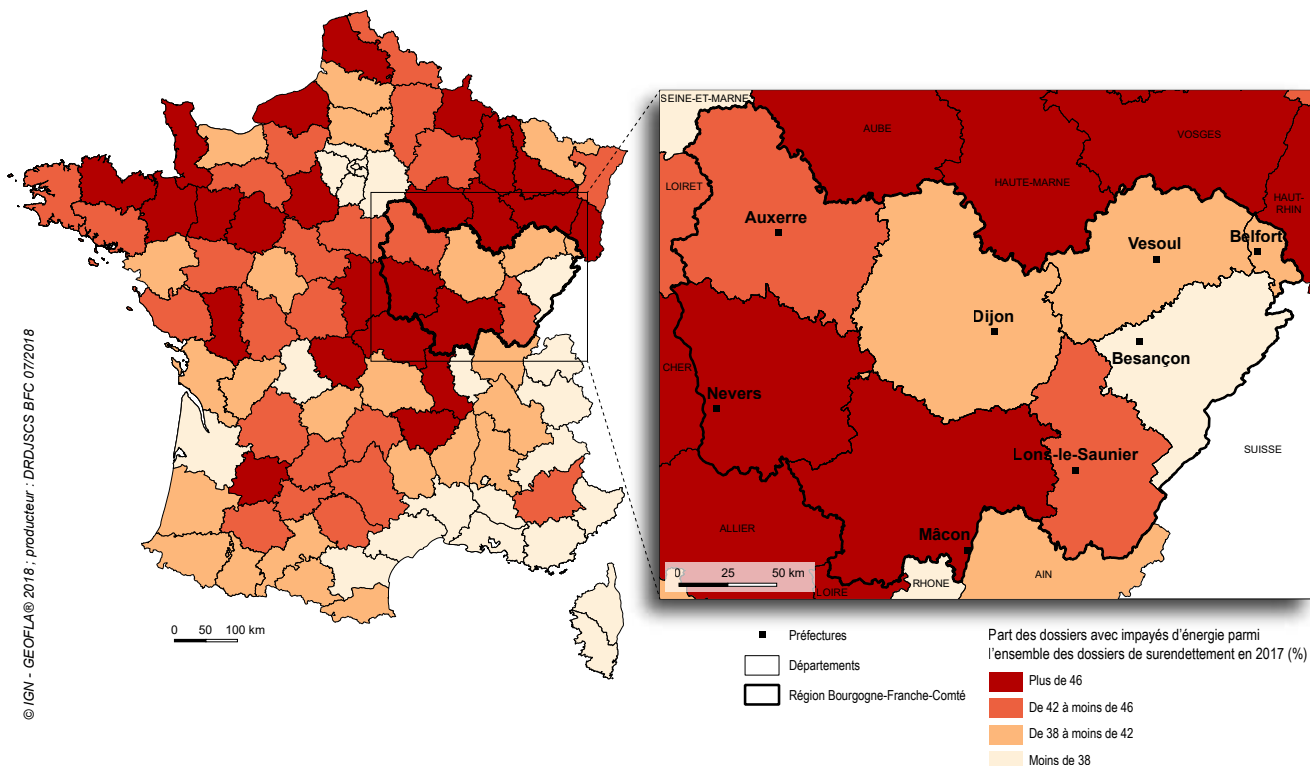 © IGN - GEOFLA® 2018 ; producteur : DRDJSCS BFC 07/2018
0 50 100 km
SEINE-ET-MARNE
AUBE
VOSGES
LOIRET
HAUTE-MARNE
HAUT-
RHIN
Auxerre
Vesoul
Belfort
Dijon
Besançon
CHER
Nevers
Lons-le-Saunier
SUISSE
ALLIER
Mâcon
0 25 50 km
LOIRE
RHONE
AIN
Préfectures
Départements
Région Bourgogne-Franche-Comté
Part des dossiers avec impayés d'énergie parmi
l'ensemble des dossiers de surendettement en 2017 (%)
Plus de 46
De 42 à moins de 46
De 38 à moins de 42
Moins de 38